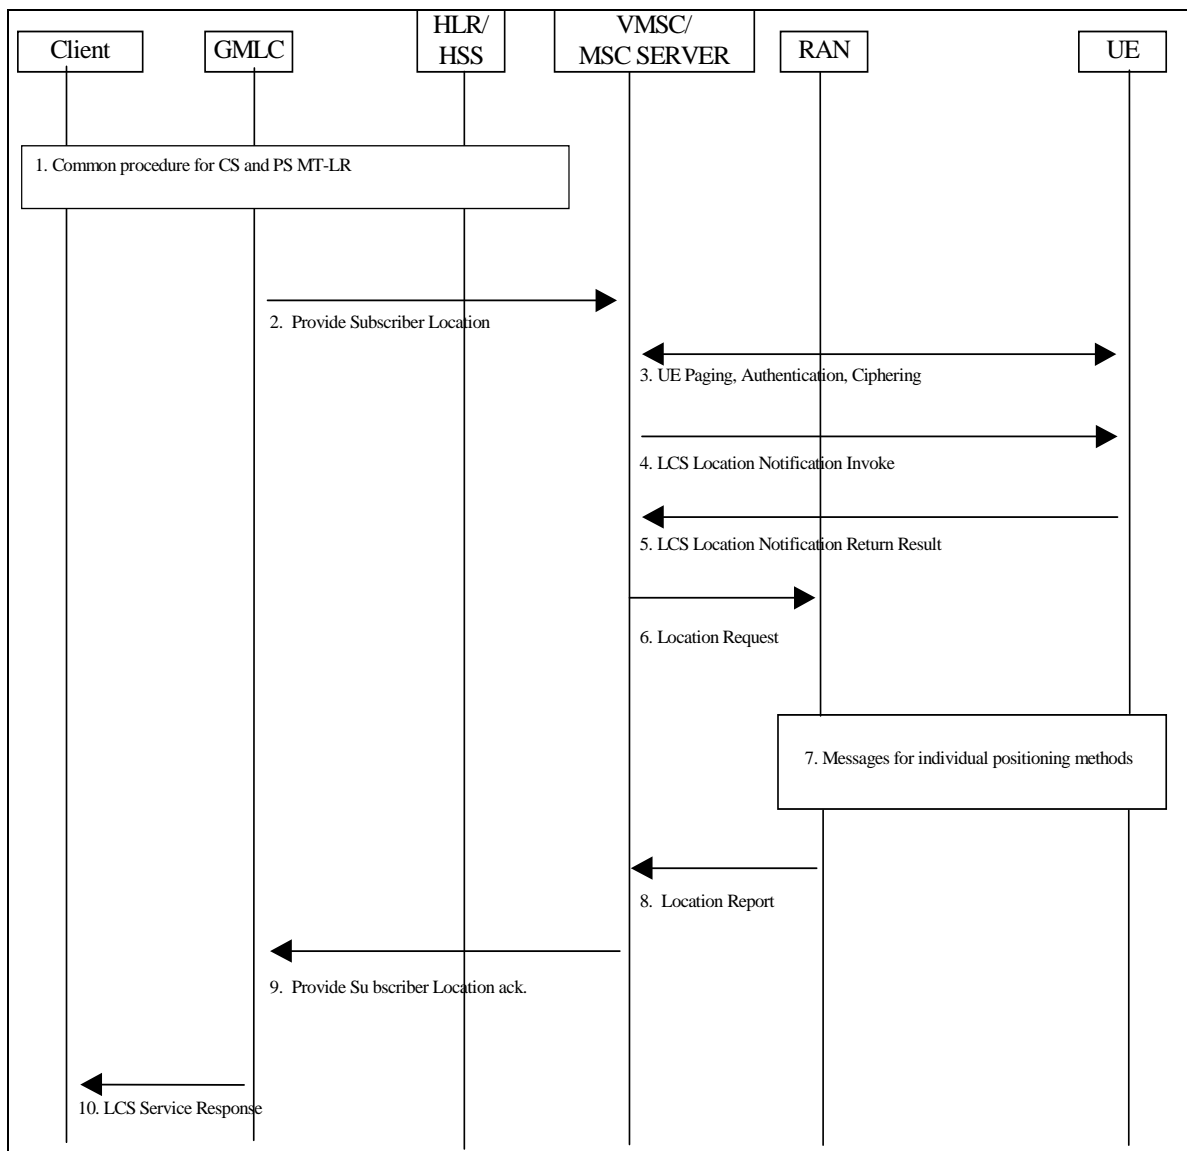 Client
GMLC
HLR/
HSS
VMSC/
MSC SERVER
RAN
UE
1. Common procedure for CS and PS MT-LR
2. Provide Subscriber Location
3. UE Paging, Authentication, Ciphering
4. LCS Location Notification Invoke
5. LCS Location Notification Return Result
6. Location Request
7. Messages for individual positioning methods
8. Location Report
9. Provide Su bscriber Location ack.
10. LCS Service Response